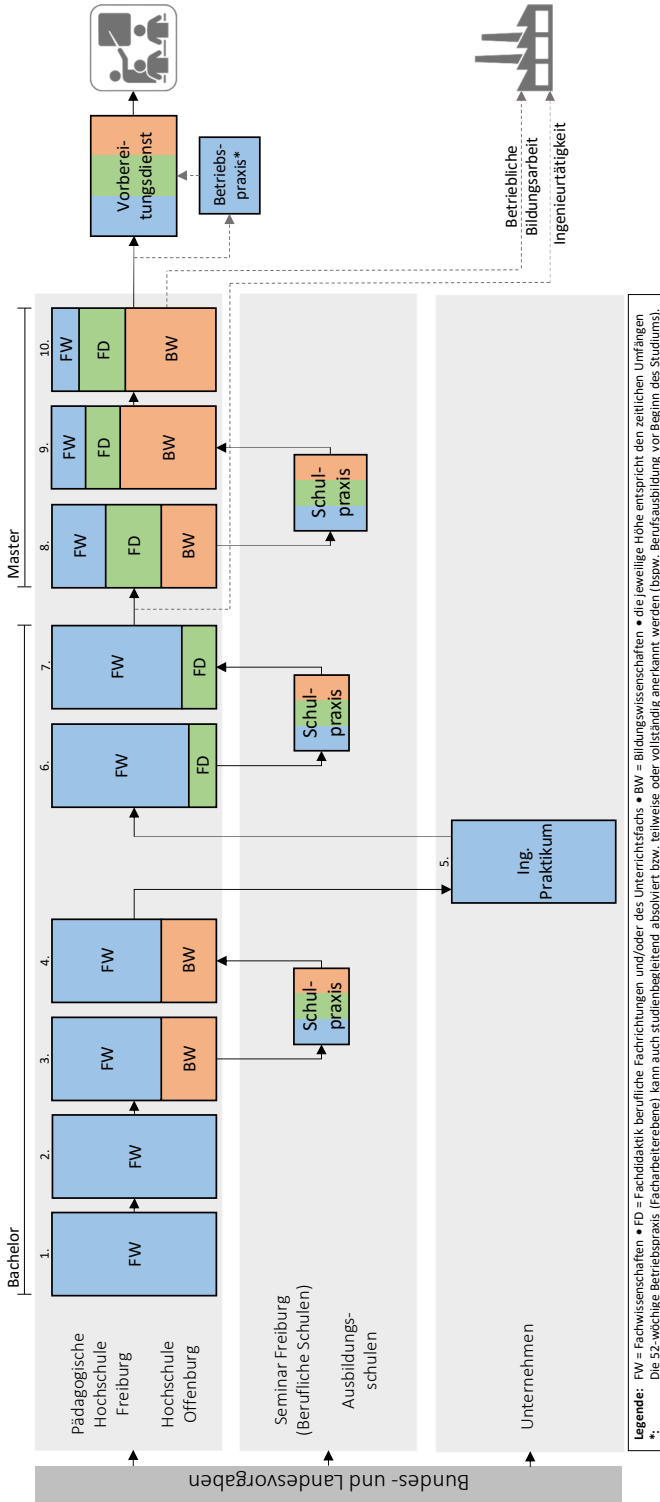 Bachelor
Master
1.
2.
3.
4.
5.
6.
7.
8.
9.
10.
Bundes- und Landesvorgaben
Pädagogische
Hochschule
Freiburg
Hochschule
Offenburg
FW
FW
FW
BW
FW
BW
FW
FD
FW
FD
FW
FD
BW
FW
FD
BW
FW
FD
BW
Vorberei-
tungsdienst
Betriebs-
praxis*
Seminar Freiburg
(Berufliche Schulen)
Ausbildungs-
schulen
Schul-
praxis
Schul-
praxis
Schul-
praxis
Unternehmen
Ing.
Praktikum
Betriebliche
Bildungsarbeit
Ingenieurtätigkeit
Legende: FW = Fachwissenschaften • FD = Fachdidaktik berufliche Fachrichtungen und/oder des Unterrichtsfachs • BW = Bildungswissenschaften • die jeweilige Höhe entspricht den zeitlichen Umfängen
*: Die 52-wöchige Betriebspraxis (Facharbeiterebene) kann auch studienbegleitend absolviert bzw. teilweise oder vollständig anerkannt werden (bspw. Berufsausbildung vor Beginn des Studiums).